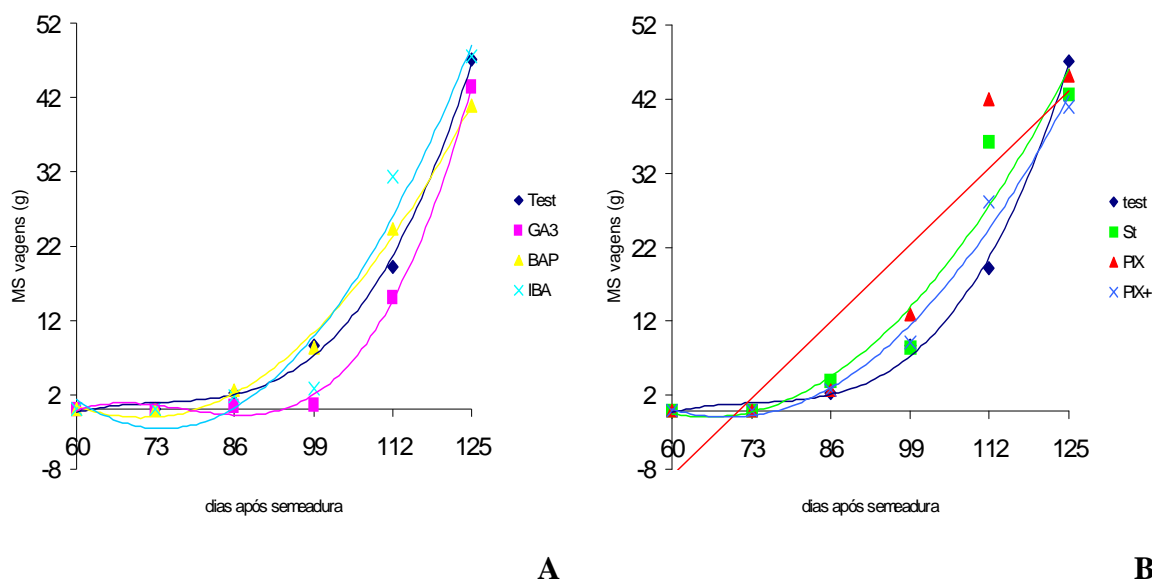 52
42
32
22
12
2
-8
MS vagens (g)
60 73 86 99 112 125
dias após semeadura
Test
GA3
BAP
IBA
A
52
42
32
22
12
2
-8
MS vagens (g)
60 73 86 99 112 125
dias após semeadura
test
St
PIX
PIX+
B